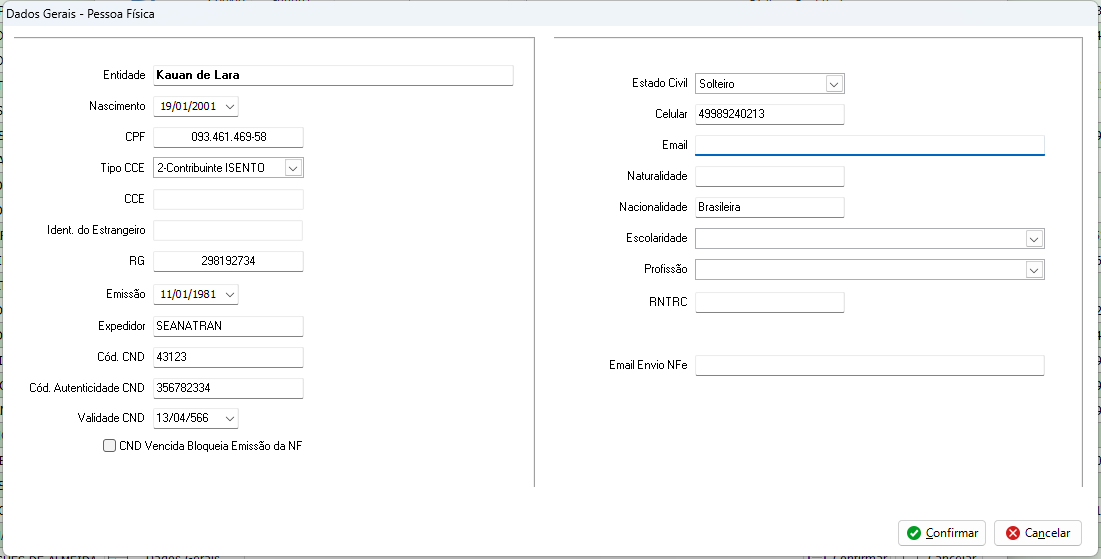 Dados Gerais - Pessoa Física
Entidade Kauan de Lara
Nascimento 19/01/2001
CPF 093.461.469-58
Tipo CCE 2-Contribuinte ISENTO
CCE
Ident. do Estrangeiro
RG 298192734
Emissão 11/01/1981
Expedidor SEANATRAN
Cód. CND 43123
Cód. Autenticidade CND 356782334
Validade CND 13/04/566
CND Vencida Bloqueia Emissão da NF
Estado Civil Solteiro
Celular 49989240213
Email
Naturalidade
Nacionalidade Brasileira
Escolaridade
Profissão
RNTRC
Email Envio NFe
Confirmar Cancelar